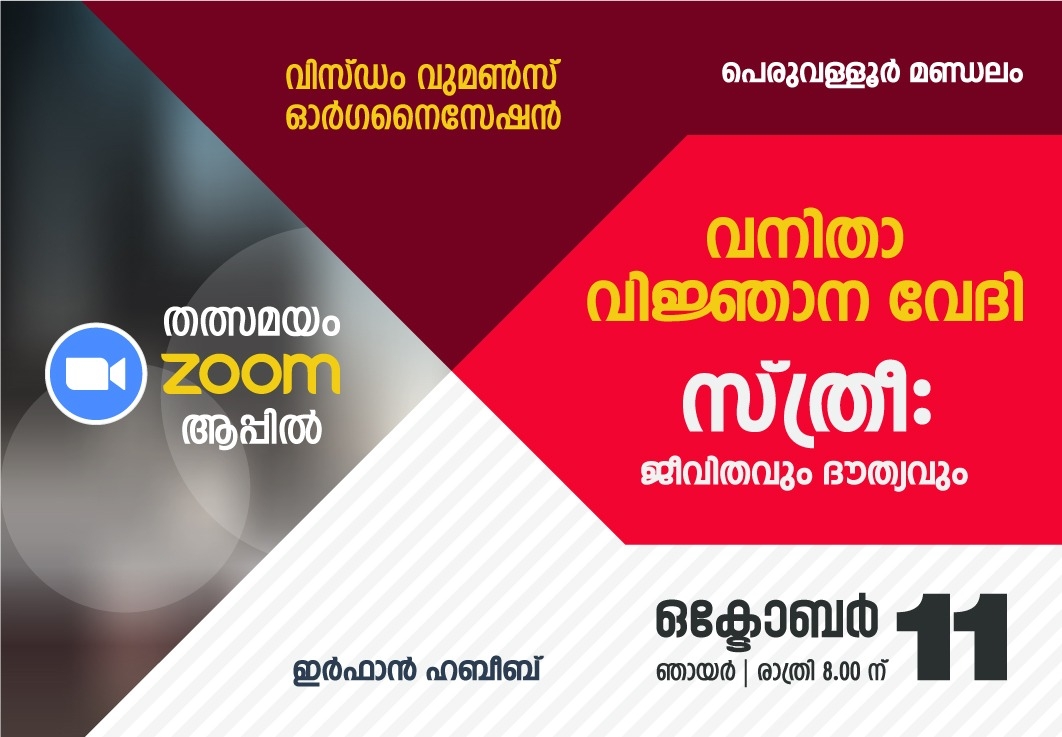 വിസ്ഡം വുമൺസ്
ഓർഗനൈസേഷൻ
പെരുവള്ളൂർ മണ്ഡലം
വനിതാ
വിജ്ഞാന വേദി
സ്ത്രീ:
ജീവിതവും ദൗത്യവും
തത്സമയം
zoom
ആപ്പിൽ
ഒക്ടോബർ 11
ഞായർ | രാത്രി 8.00 ന്
ഇർഫാൻ ഹബീബ്